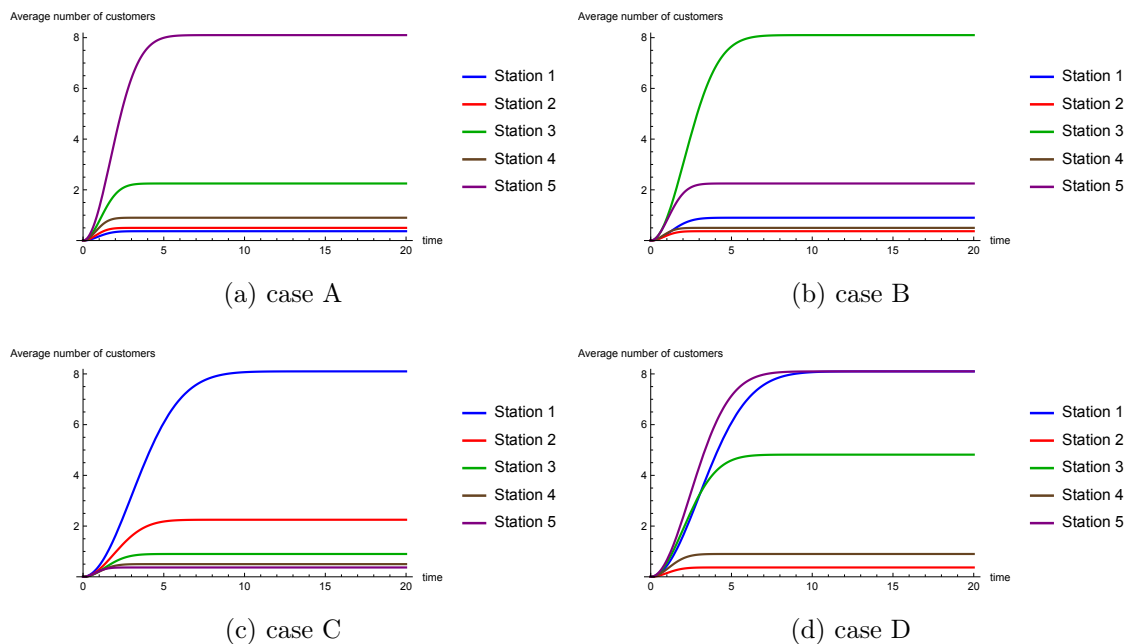 Average number of customers
8
6
4
2
0 5 10 15 20
time
Station 1
Station 2
Station 3
Station 4
Station 5
(a) case A
Average number of customers
8
6
4
2
0 5 10 15 20
time
Station 1
Station 2
Station 3
Station 4
Station 5
(b) case B
Average number of customers
8
6
4
2
0 5 10 15 20
time
Station 1
Station 2
Station 3
Station 4
Station 5
(c) case C
Average number of customers
8
6
4
2
0 5 10 15 20
time
Station 1
Station 2
Station 3
Station 4
Station 5
(d) case D